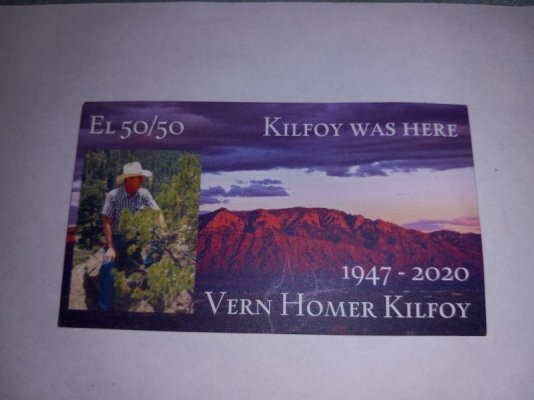 El 50/50
Kilfoy was here
1947 - 2020
Vern Homer Kilfoy